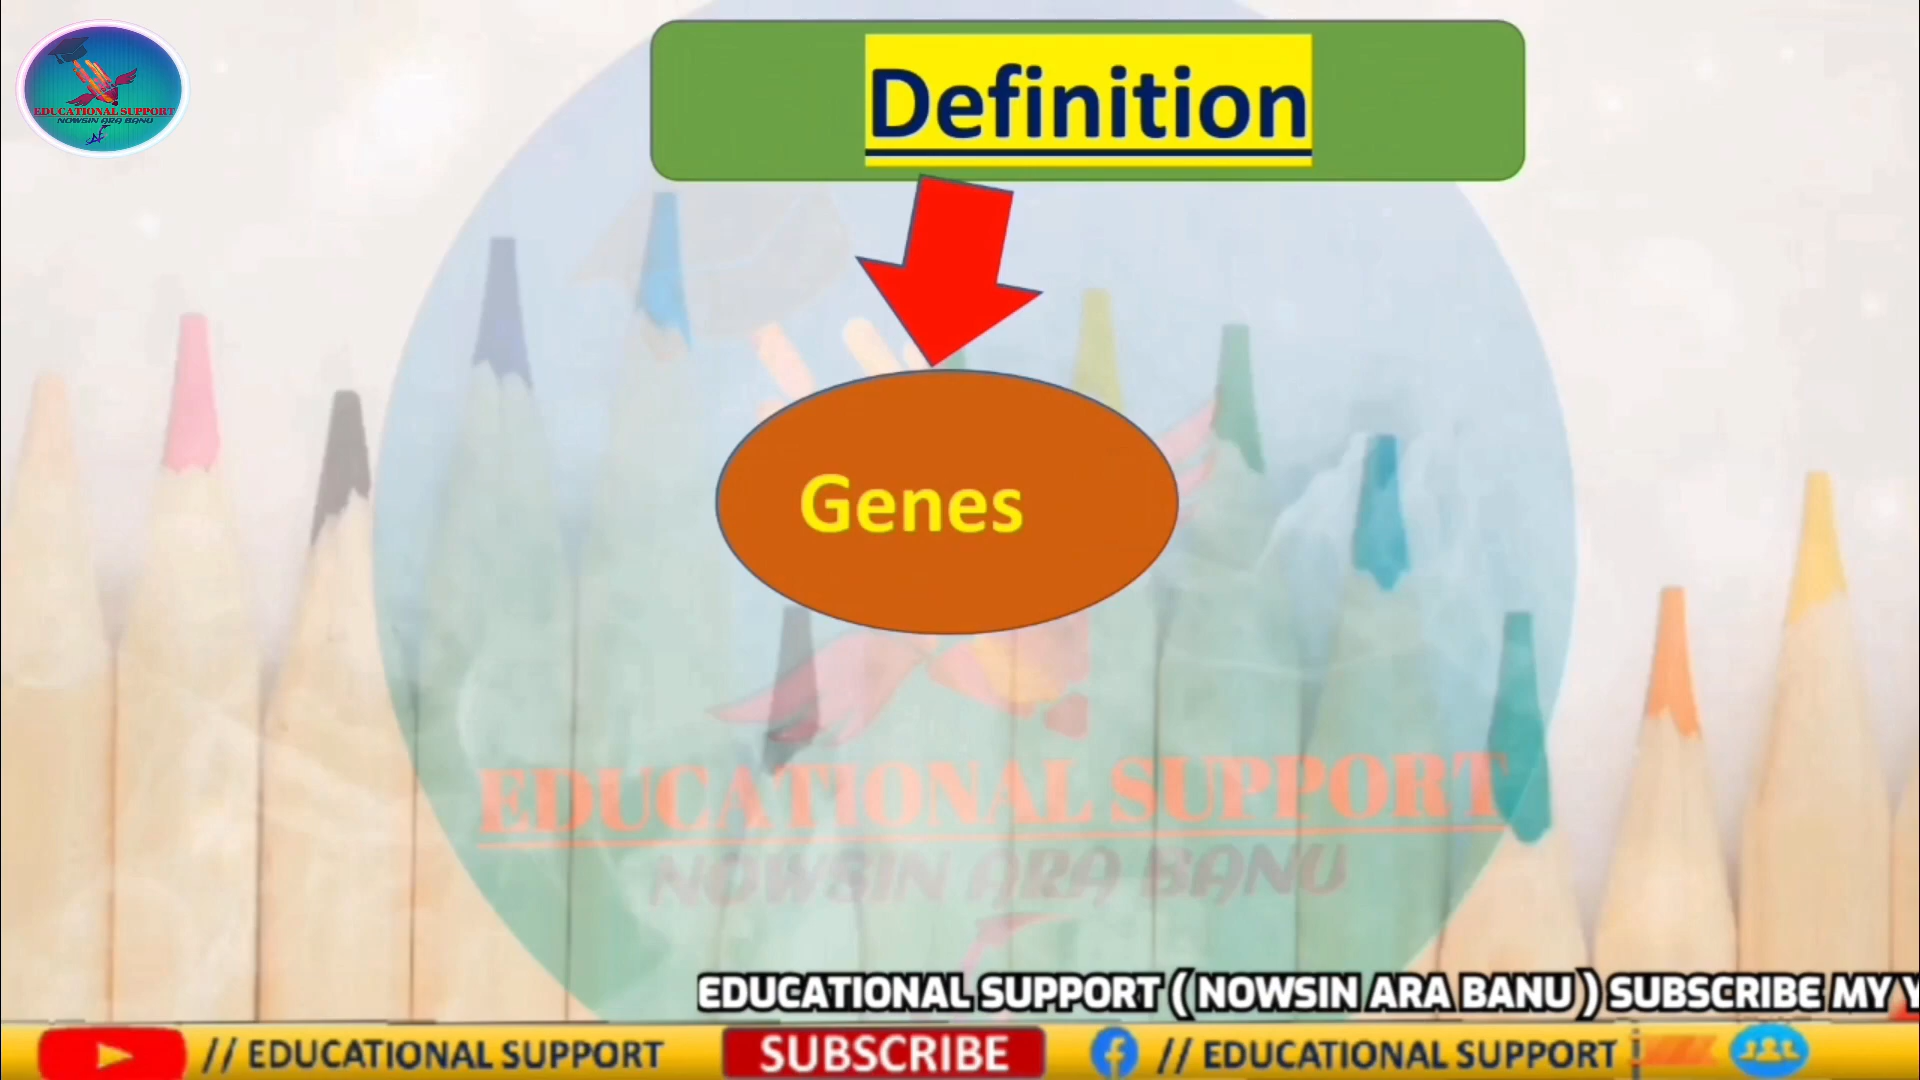 EDUCATIONAL SUPPORT
NOWSIN ARA BANU
Definition
Genes
EDUCATIONAL SUPPORT
NOWSIN ARA BANU
EDUCATIONAL SUPPORT ( NOWSIN ARA BANU ) SUBSCRIBE MY Y
// EDUCATIONAL SUPPORT SUBSCRIBE // EDUCATIONAL SUPPORT